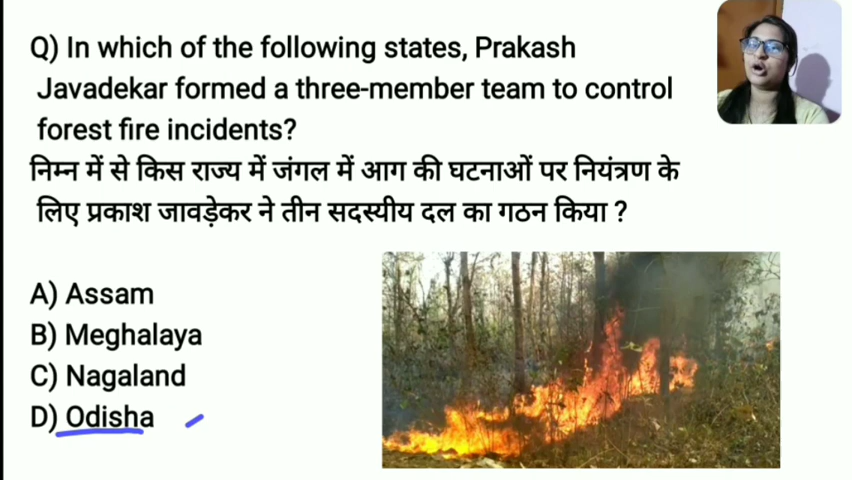 Q) In which of the following states, Prakash
Javadekar formed a three-member team to control
forest fire incidents?
निम्न में से किस राज्य में जंगल में आग की घटनाओं पर नियंत्रण के
लिए प्रकाश जावड़ेकर ने तीन सदस्यीय दल का गठन किया ?
A) Assam
B) Meghalaya
C) Nagaland
D) Odisha